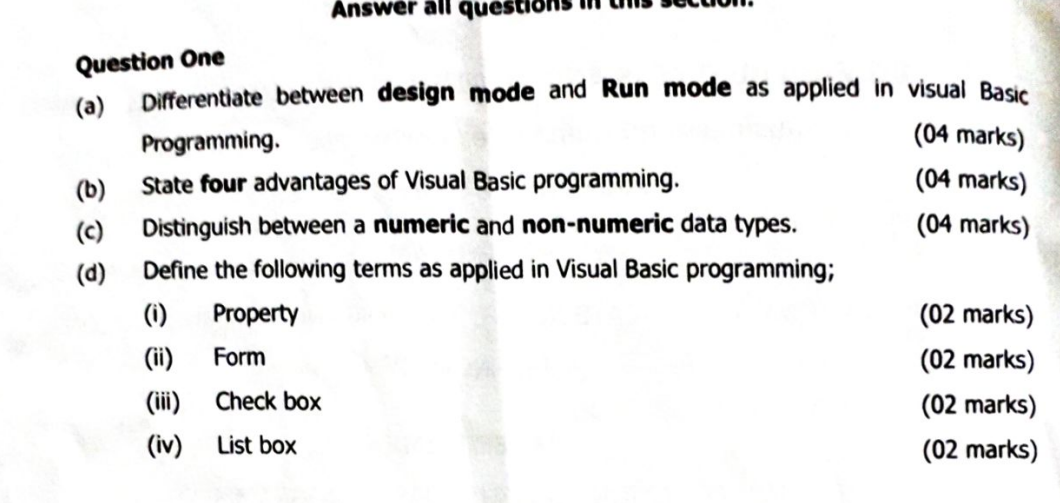 Answer all questions in this section.
Question One
(a) Differentiate between design mode and Run mode as applied in visual Basic
Programming. (04 marks)
(b) State four advantages of Visual Basic programming. (04 marks)
(c) Distinguish between a numeric and non-numeric data types. (04 marks)
(d) Define the following terms as applied in Visual Basic programming;
(i) Property (02 marks)
(ii) Form (02 marks)
(iii) Check box (02 marks)
(iv) List box (02 marks)